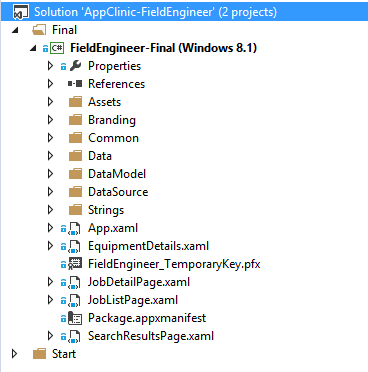 Solution 'AppClinic-FieldEngineer' (2 projects)
Final
C# FieldEngineer-Final (Windows 8.1)
Properties
References
Assets
Branding
Common
Data
DataModel
DataSource
Strings
App.xaml
EquipmentDetails.xaml
FieldEngineer_TemporaryKey.pfx
JobDetailPage.xaml
JobListPage.xaml
Package.appxmanifest
SearchResultsPage.xaml
Start